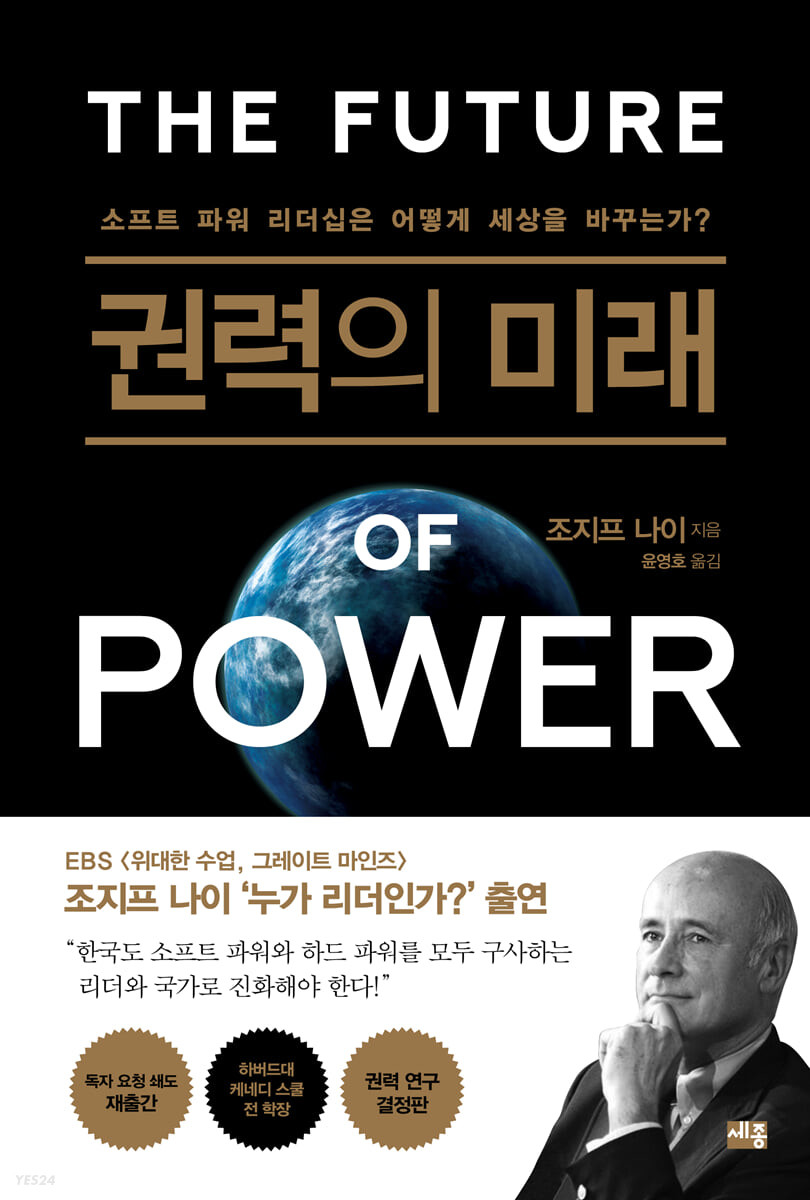 THE FUTURE
소프트 파워 리더십은 어떻게 세상을 바꾸는가?
권력의 미래
OF
조지프 나이 지음
윤영호 옮김
POWER
EBS 〈위대한 수업, 그레이트 마인즈〉
조지프 나이 ‘누가 리더인가?’ 출연
“한국도 소프트 파워와 하드 파워를 모두 구사하는
리더와 국가로 진화해야 한다!”
독자 요청 쇄도
재출간
하버드대
케네디 스쿨
전 학장
권력 연구
결정판
세종
YES24